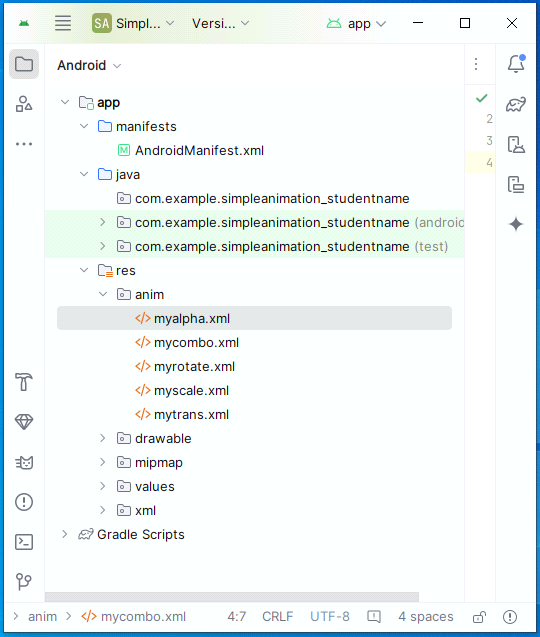 SA Simpl... Versi... app
Android
app
manifests
M AndroidManifest.xml
java
com.example.simpleanimation_studentname
com.example.simpleanimation_studentname (android
com.example.simpleanimation_studentname (test)
res
anim
</> myalpha.xml
</> mycombo.xml
</> myrotate.xml
</> myscale.xml
</> mytrans.xml
drawable
mipmap
values
xml
Gradle Scripts
2
3
4
anim > </> mycombo.xml 4:7 CRLF UTF-8 4 spaces